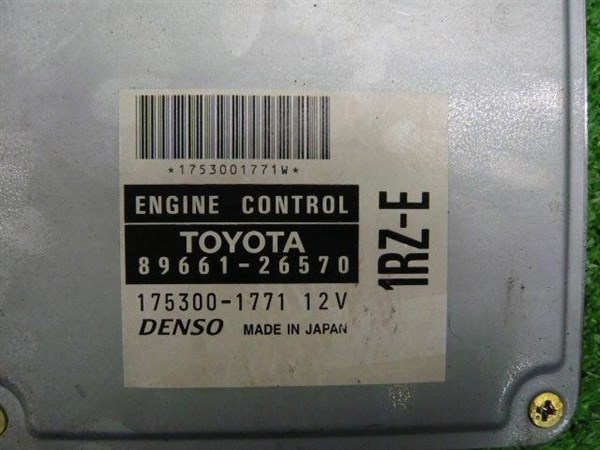 *1753001771W*
ENGINE CONTROL
TOYOTA
89661-26570
175300-1771 12V
DENSO MADE IN JAPAN
1RZ-E